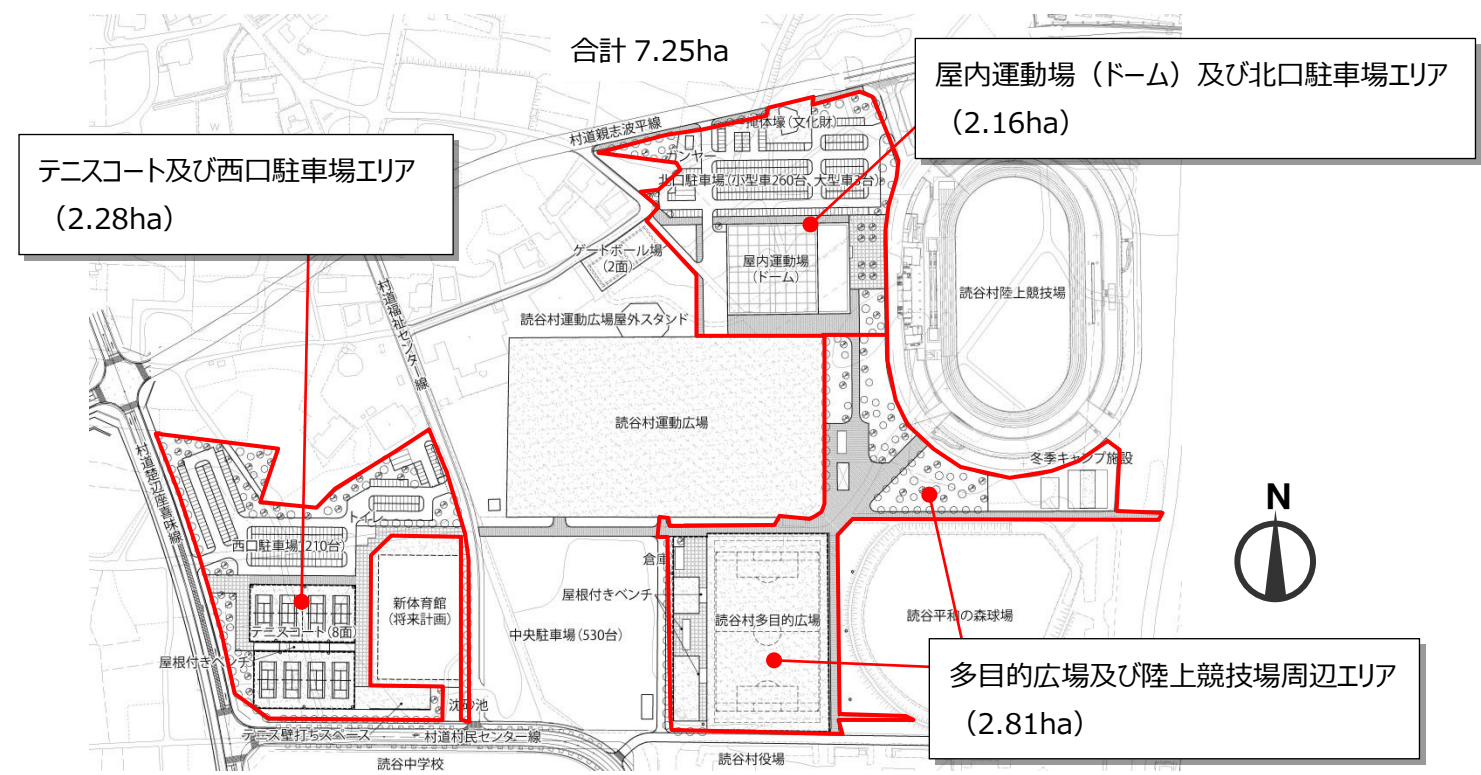 合計 7.25ha
屋内運動場（ドーム）及び北口駐車場エリア
（2.16ha）
テニスコート及び西口駐車場エリア
（2.28ha）
村道親志波平線
掩体壕（文化財）
ガンヤー
北口駐車場（小型車260台、大型車3台）
ゲートボール場
（2面）
屋内運動場
（ドーム）
読谷村陸上競技場
村道福祉センター線
読谷村運動広場屋外スタンド
読谷村運動広場
冬季キャンプ施設
村道楚辺座喜味線
トイレ
西口駐車場（210台）
N
倉庫
新体育館
（将来計画）
屋根付きベンチ
中央駐車場（530台）
読谷村多目的広場
読谷平和の森球場
テニスコート（8面）
屋根付きベンチ
多目的広場及び陸上競技場周辺エリア
（2.81ha）
沈砂池
テニス壁打ちスペース
村道村民センター線
読谷中学校
読谷村役場